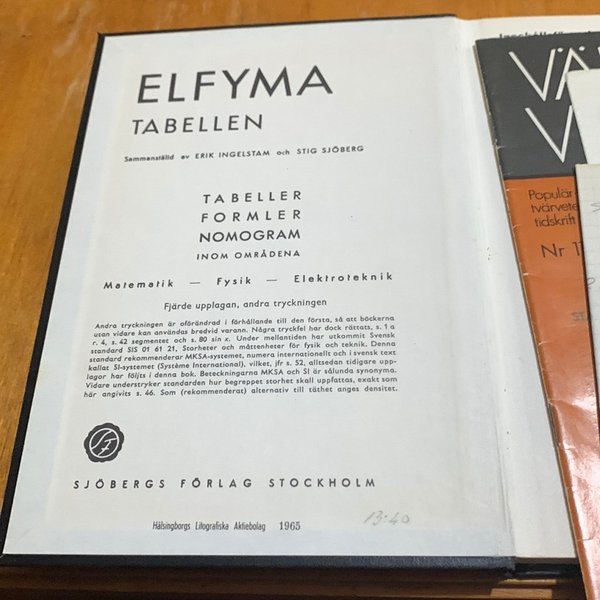 ELFYMA
TABELLEN
Sammanställd av ERIK INGELSTAM och STIG SJÖBERG
TABELLER
FORMLER
NOMOGRAM
INOM OMRÅDENA
Matematik — Fysik — Elektroteknik
Fjärde upplagan, andra tryckningen
Andra tryckningen är oförändrad i förhållande till den första, så att böckerna
utan vidare kan användas bredvid varann. Några tryckfel har dock rättats, s. 1 a
r. 4, s. 42 segmentet och s. 80 sin x. Under mellantiden har utkommit Svensk
standard SIS 01 61 21, Storheter och måttenheter för fysik och teknik. Denna
standard rekommenderar MKSA-systemet, numera internationellt och i svensk text
kallat SI-systemet (Système International), vilket, jfr s. 52, alltsedan tidigare upp-
lagor har följts i denna bok. Beteckningarna MKSA och SI är sålunda synonyma.
Vidare understryker standarden hur begreppet storhet skall uppfattas, exakt som
här angivits s. 46. Som (rekommenderat) alternativ till täthet anges densitet.
SF
SJÖBERGS FÖRLAG STOCKHOLM
Hälsingborgs Litografiska Aktiebolag 1965
13:40
Populär
tvärvete
tidskrift
Nr 1